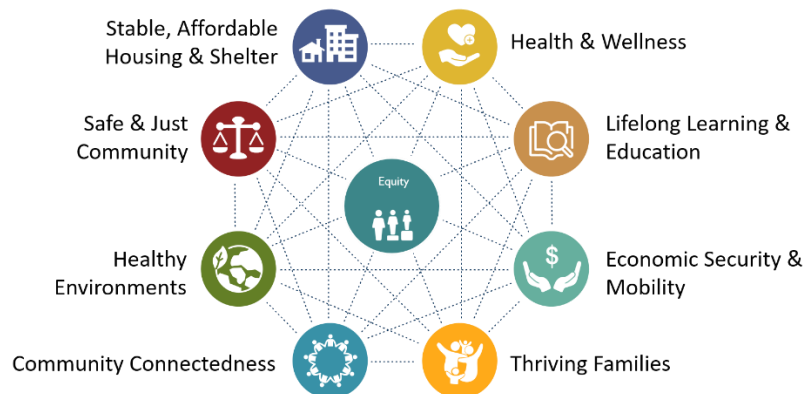 Stable, Affordable
Housing & Shelter
Health & Wellness
Safe & Just
Community
Lifelong Learning &
Education
Equity
Healthy
Environments
$
Economic Security &
Mobility
Community Connectedness
Thriving Families